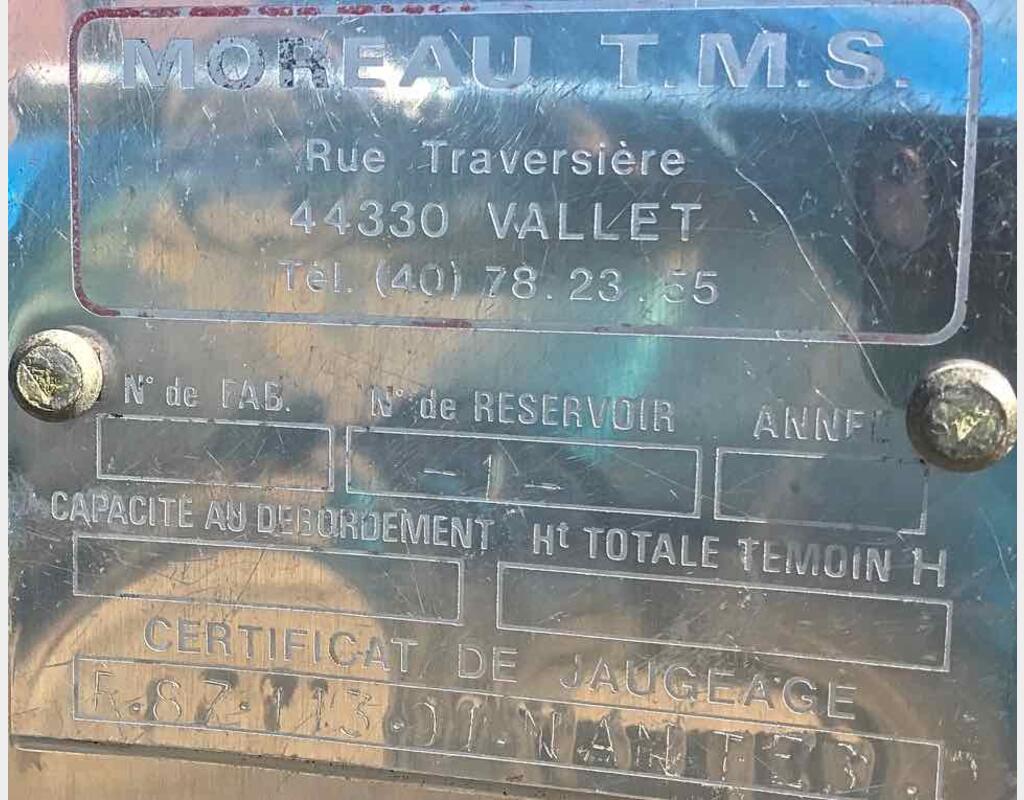 MOREAU T.M.S.
Rue Traversière
44330 VALLET
Tél. (40) 78.23.55
N° de FAB. N° de RESERVOIR ANNEE
- 1 -
CAPACITE AU DEBORDEMENT Ht TOTALE TEMOIN H
CERTIFICAT DE JAUGEAGE